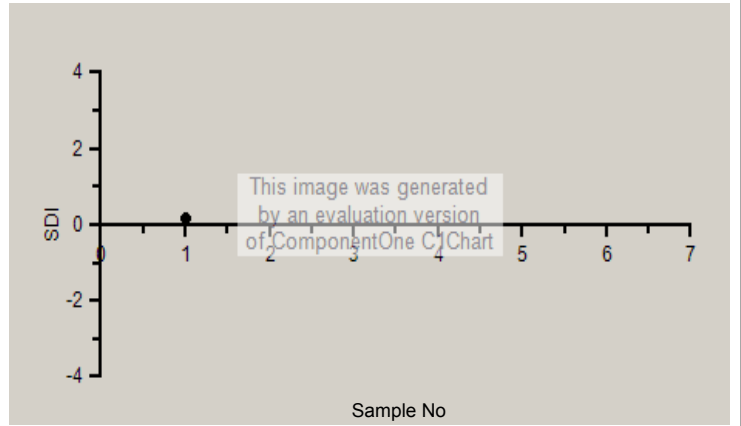 4
2
SDI
0
-2
-4
0 1 2 3 4 5 6 7
This image was generated
by an evaluation version
of ComponentOne C1Chart
Sample No